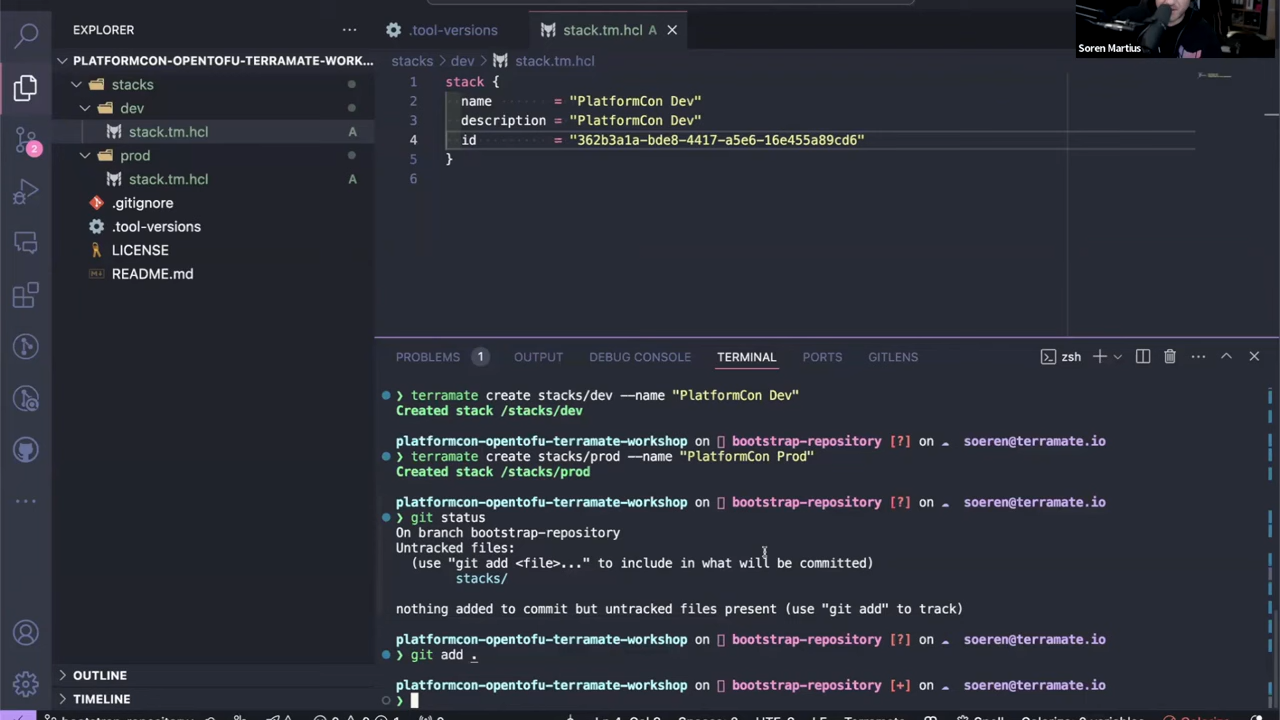 Soren Martius
EXPLORER
PLATFORMCON-OPENTOFU-TERRAMATE-WORK...
stacks
dev
stack.tm.hcl A
prod
stack.tm.hcl A
.gitignore
.tool-versions
LICENSE
README.md
OUTLINE
TIMELINE
2
.tool-versions
stack.tm.hcl A
stacks > dev > stack.tm.hcl
1 stack {
2 name = "PlatformCon Dev"
3 description = "PlatformCon Dev"
4 id = "362b3a1a-bde8-4417-a5e6-16e455a89cd6"
5 }
6
PROBLEMS 1 OUTPUT DEBUG CONSOLE TERMINAL PORTS GITLENS
zsh
❯ terramate create stacks/dev --name "PlatformCon Dev"
Created stack /stacks/dev
platformcon-opentofu-terramate-workshop on bootstrap-repository [?] on soeren@terramate.io
❯ terramate create stacks/prod --name "PlatformCon Prod"
Created stack /stacks/prod
platformcon-opentofu-terramate-workshop on bootstrap-repository [?] on soeren@terramate.io
❯ git status
On branch bootstrap-repository
Untracked files:
(use "git add <file>..." to include in what will be committed)
stacks/
nothing added to commit but untracked files present (use "git add" to track)
platformcon-opentofu-terramate-workshop on bootstrap-repository [?] on soeren@terramate.io
❯ git add .
platformcon-opentofu-terramate-workshop on bootstrap-repository [+] on soeren@terramate.io
❯